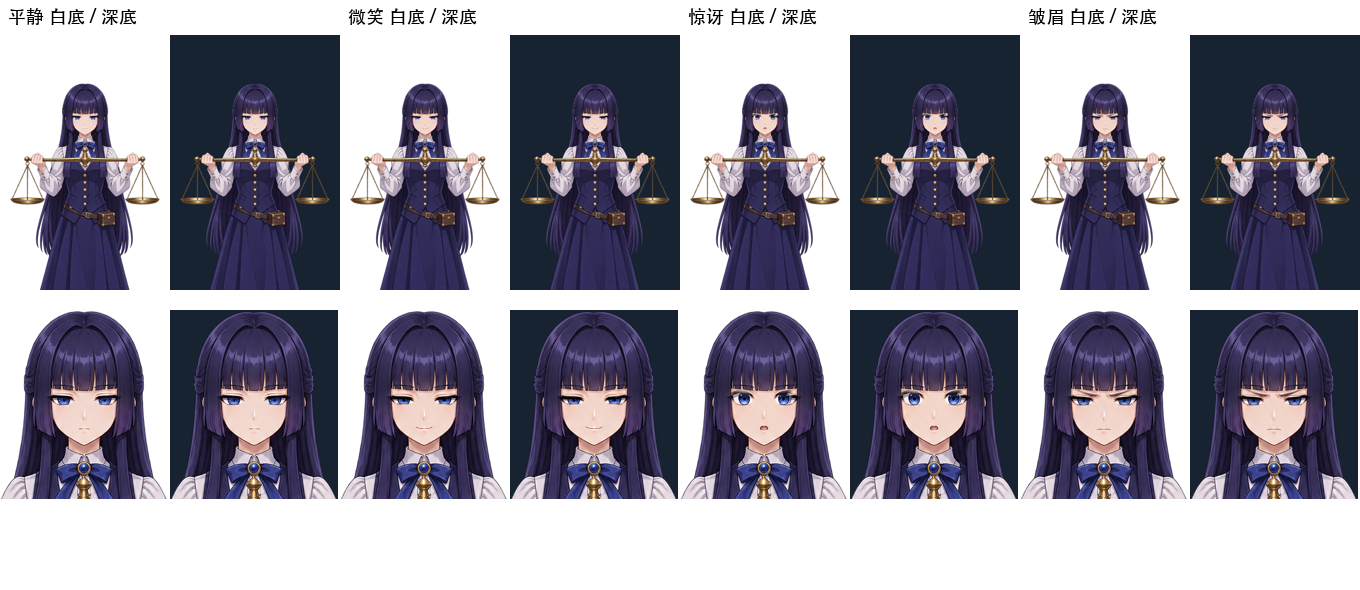 平静 白底 / 深底
微笑 白底 / 深底
惊讶 白底 / 深底
皱眉 白底 / 深底